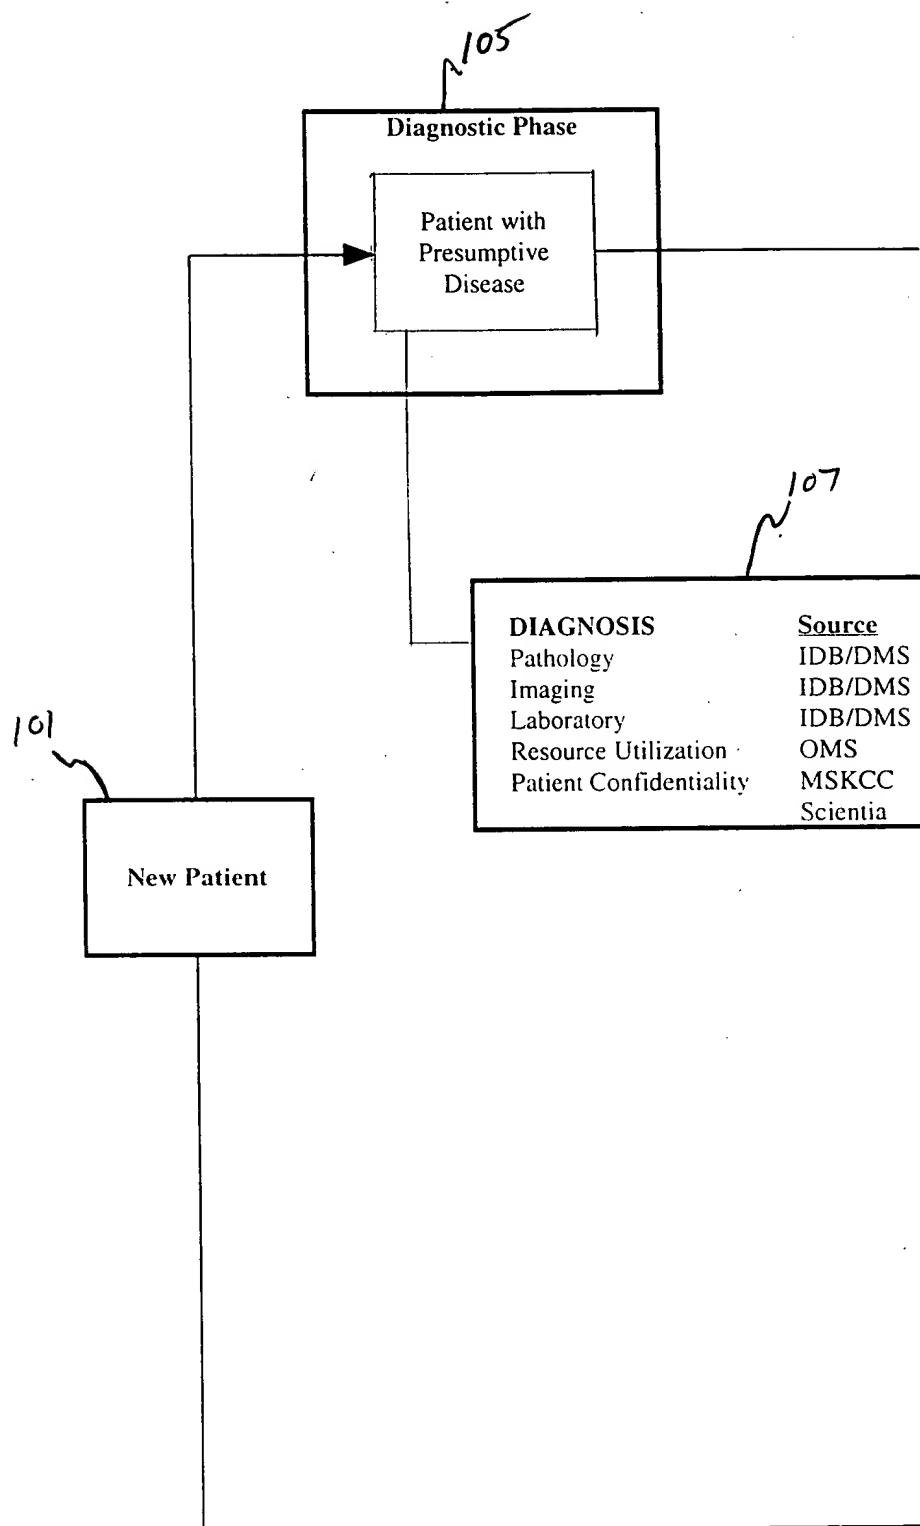 105
Diagnostic Phase
Patient with
Presumptive
Disease
107
DIAGNOSIS Source
Pathology IDB/DMS
Imaging IDB/DMS
Laboratory IDB/DMS
Resource Utilization OMS
Patient Confidentiality MSKCC
Scientia
101
New Patient